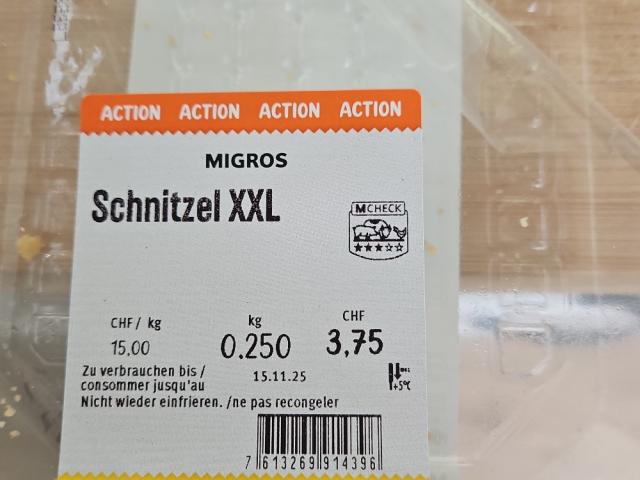 ACTION ACTION ACTION ACTION
MIGROS
Schnitzel XXL
MCHECK
CHF / kg kg CHF
15.00 0.250 3.75
Zu verbrauchen bis /
consommer jusqu'au 15.11.25
+5°C
Nicht wieder einfrieren. /ne pas recongeler
7 613269 914396